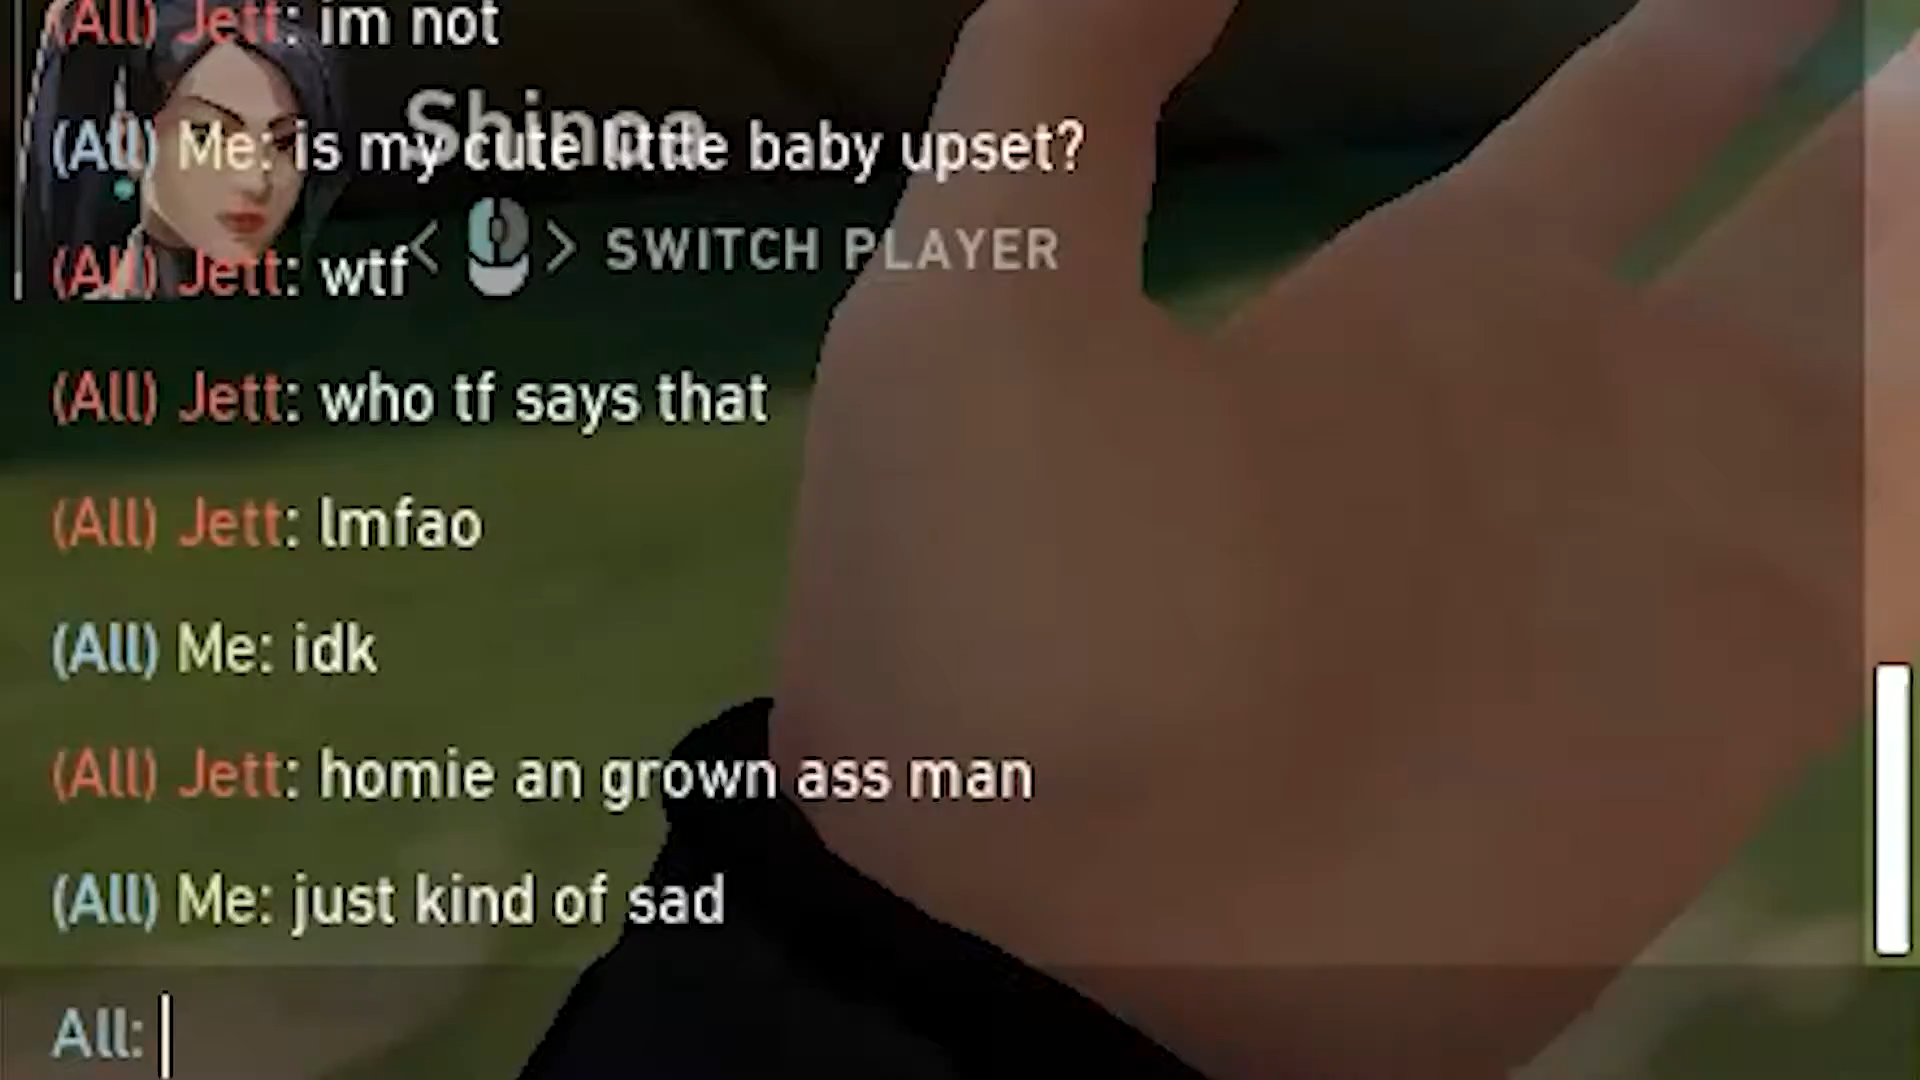 (All) Jett: im not
Shinoa
(All) Me: is my cute little baby upset?
< > SWITCH PLAYER
(All) Jett: wtf
(All) Jett: who tf says that
(All) Jett: lmfao
(All) Me: idk
(All) Jett: homie an grown ass man
(All) Me: just kind of sad
All: